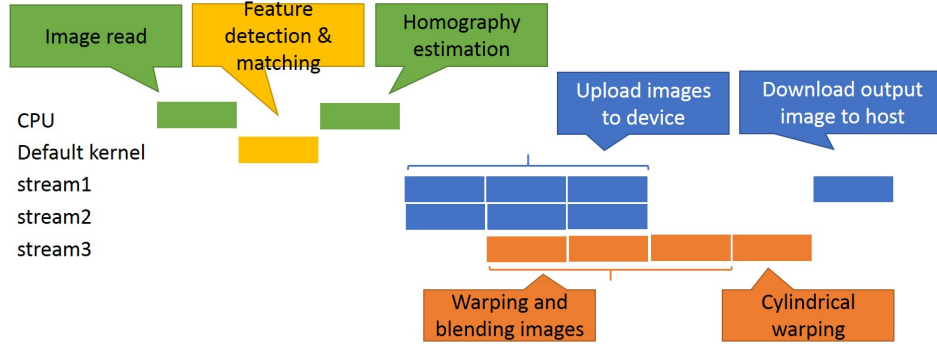 Image read
Feature
detection &
matching
Homography
estimation
Upload images
to device
Download output
image to host
CPU
Default kernel
stream1
stream2
stream3
Warping and
blending images
Cylindrical
warping